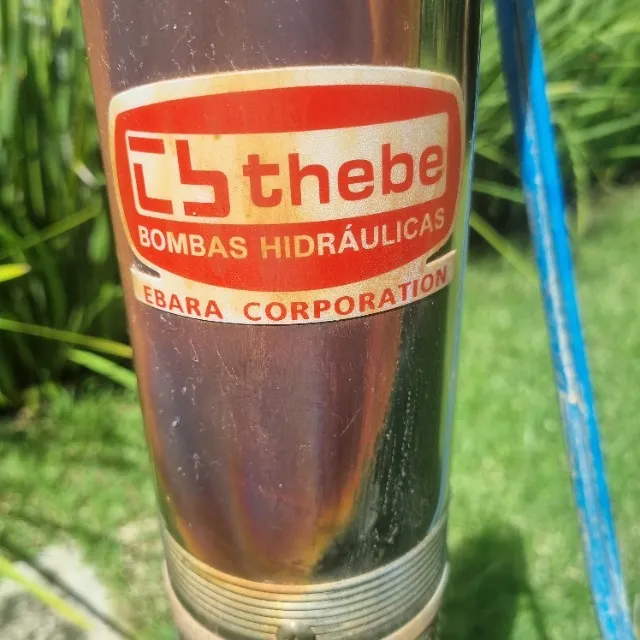 thebe
BOMBAS HIDRÁULICAS
EBARA CORPORATION